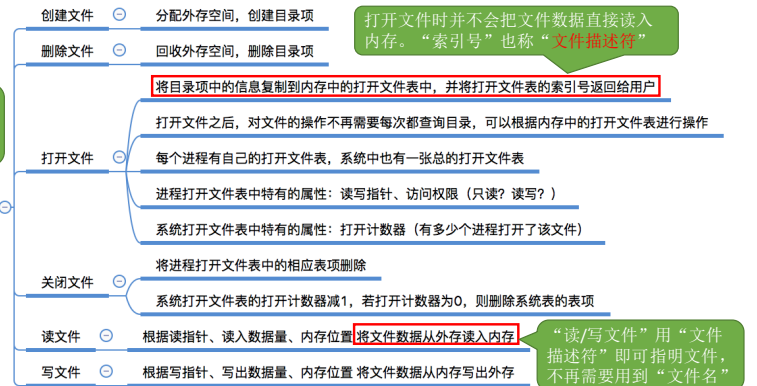 创建文件
分配外存空间，创建目录项
打开文件时并不会把文件数据直接读入
内存。“索引号”也称“文件描述符”
删除文件
回收外存空间，删除目录项
将目录项中的信息复制到内存中的打开文件表中，并将打开文件表的索引号返回给用户
打开文件之后，对文件的操作不再需要每次都查询目录，可以根据内存中的打开文件表进行操作
打开文件
每个进程有自己的打开文件表，系统中也有一张总的打开文件表
进程打开文件表中特有的属性：读写指针、访问权限（只读？读写？）
系统打开文件表中特有的属性：打开计数器（有多少个进程打开了该文件）
关闭文件
将进程打开文件表中的相应表项删除
系统打开文件表的打开计数器减1，若打开计数器为0，则删除系统表的表项
读文件
根据读指针、读入数据量、内存位置 将文件数据从外存读入内存
“读/写文件”用“文件
描述符”即可指明文件，
不再需要用到“文件名”
写文件
根据写指针、写出数据量、内存位置 将文件数据从内存写出外存